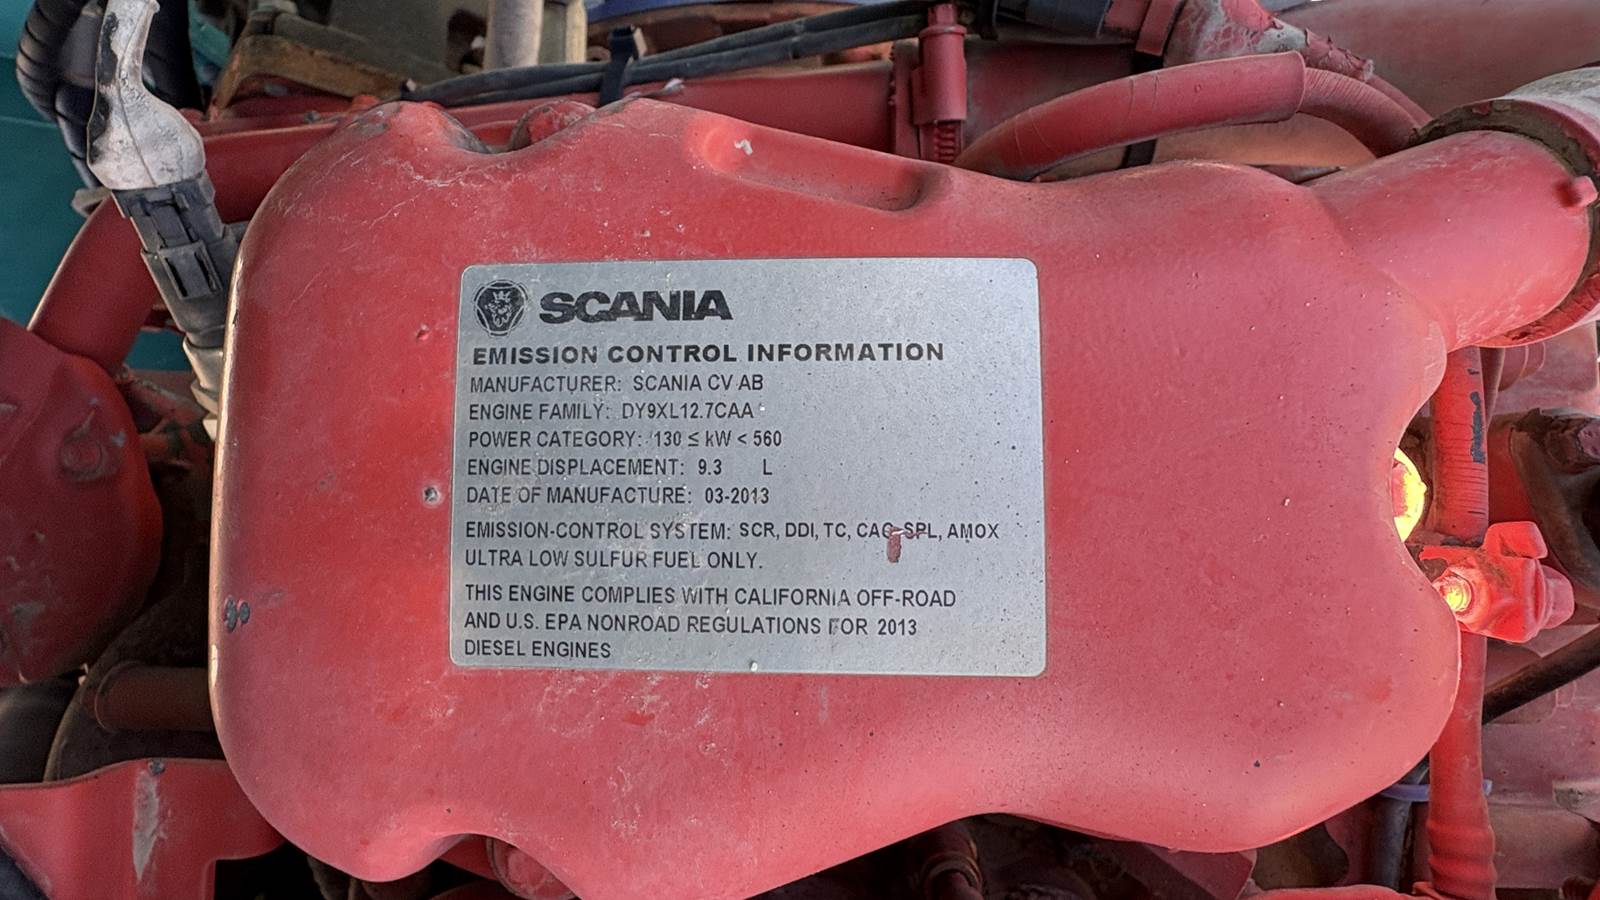 SCANIA
EMISSION CONTROL INFORMATION
MANUFACTURER: SCANIA CV AB
ENGINE FAMILY: DY9XL12.7CAA
POWER CATEGORY: 130 ≤ kW < 560
ENGINE DISPLACEMENT: 9.3 L
DATE OF MANUFACTURE: 03-2013
EMISSION-CONTROL SYSTEM: SCR, DDI, TC, CAC, SPL, AMOX
ULTRA LOW SULFUR FUEL ONLY.
THIS ENGINE COMPLIES WITH CALIFORNIA OFF-ROAD
AND U.S. EPA NONROAD REGULATIONS FOR 2013
DIESEL ENGINES